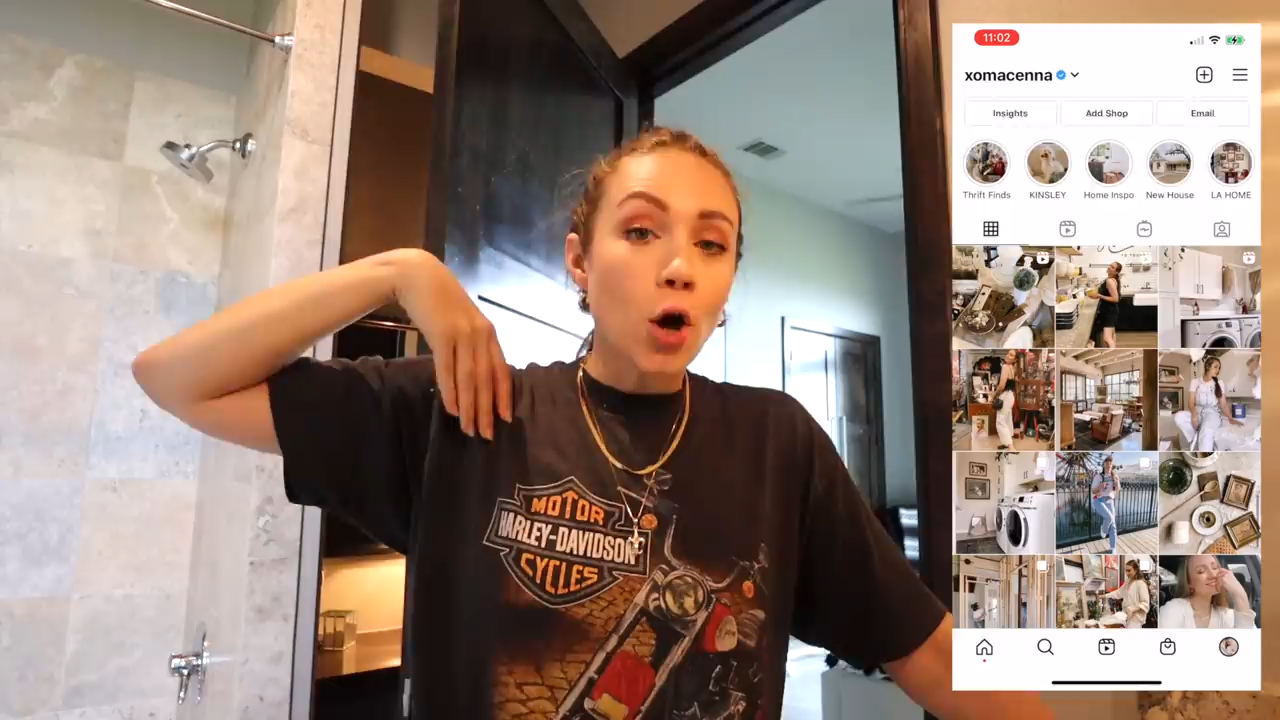 MOTOR
HARLEY-DAVIDSON
CYCLES
11:02
xomacenna
Insights
Add Shop
Email
Thrift Finds
KINSLEY
Home Inspo
New House
LA HOME